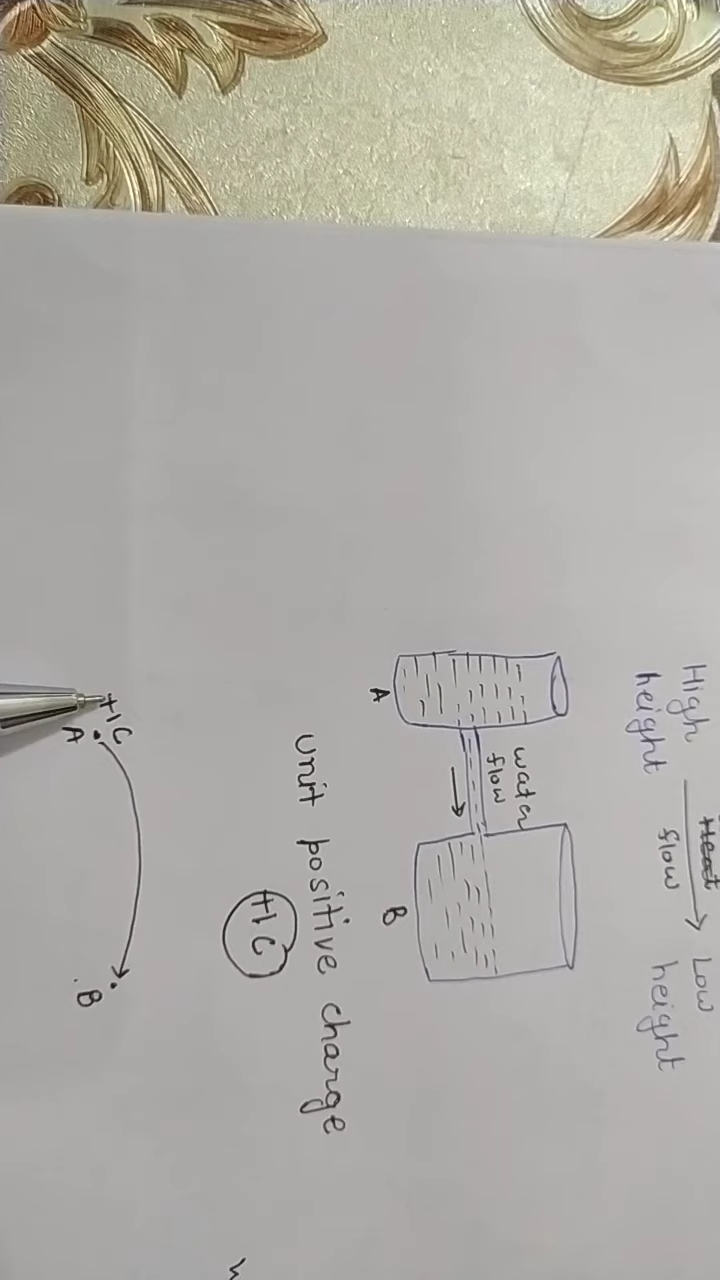 Heat
High flow Low
height height
water
flow
A B
unit positive charge
+1C
+1C
A B